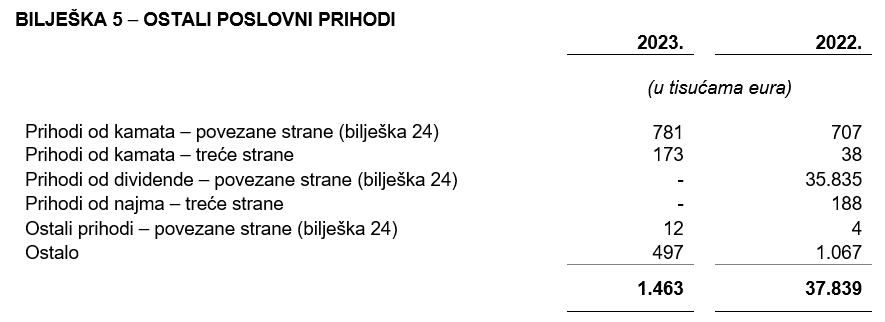 BILJEŠKA 5 – OSTALI POSLOVNI PRIHODI
2023. 2022.
(u tisućama eura)
Prihodi od kamata – povezane strane (bilješka 24) 781 707
Prihodi od kamata – treće strane 173 38
Prihodi od dividende – povezane strane (bilješka 24) - 35.835
Prihodi od najma – treće strane - 188
Ostali prihodi – povezane strane (bilješka 24) 12 4
Ostalo 497 1.067
1.463 37.839